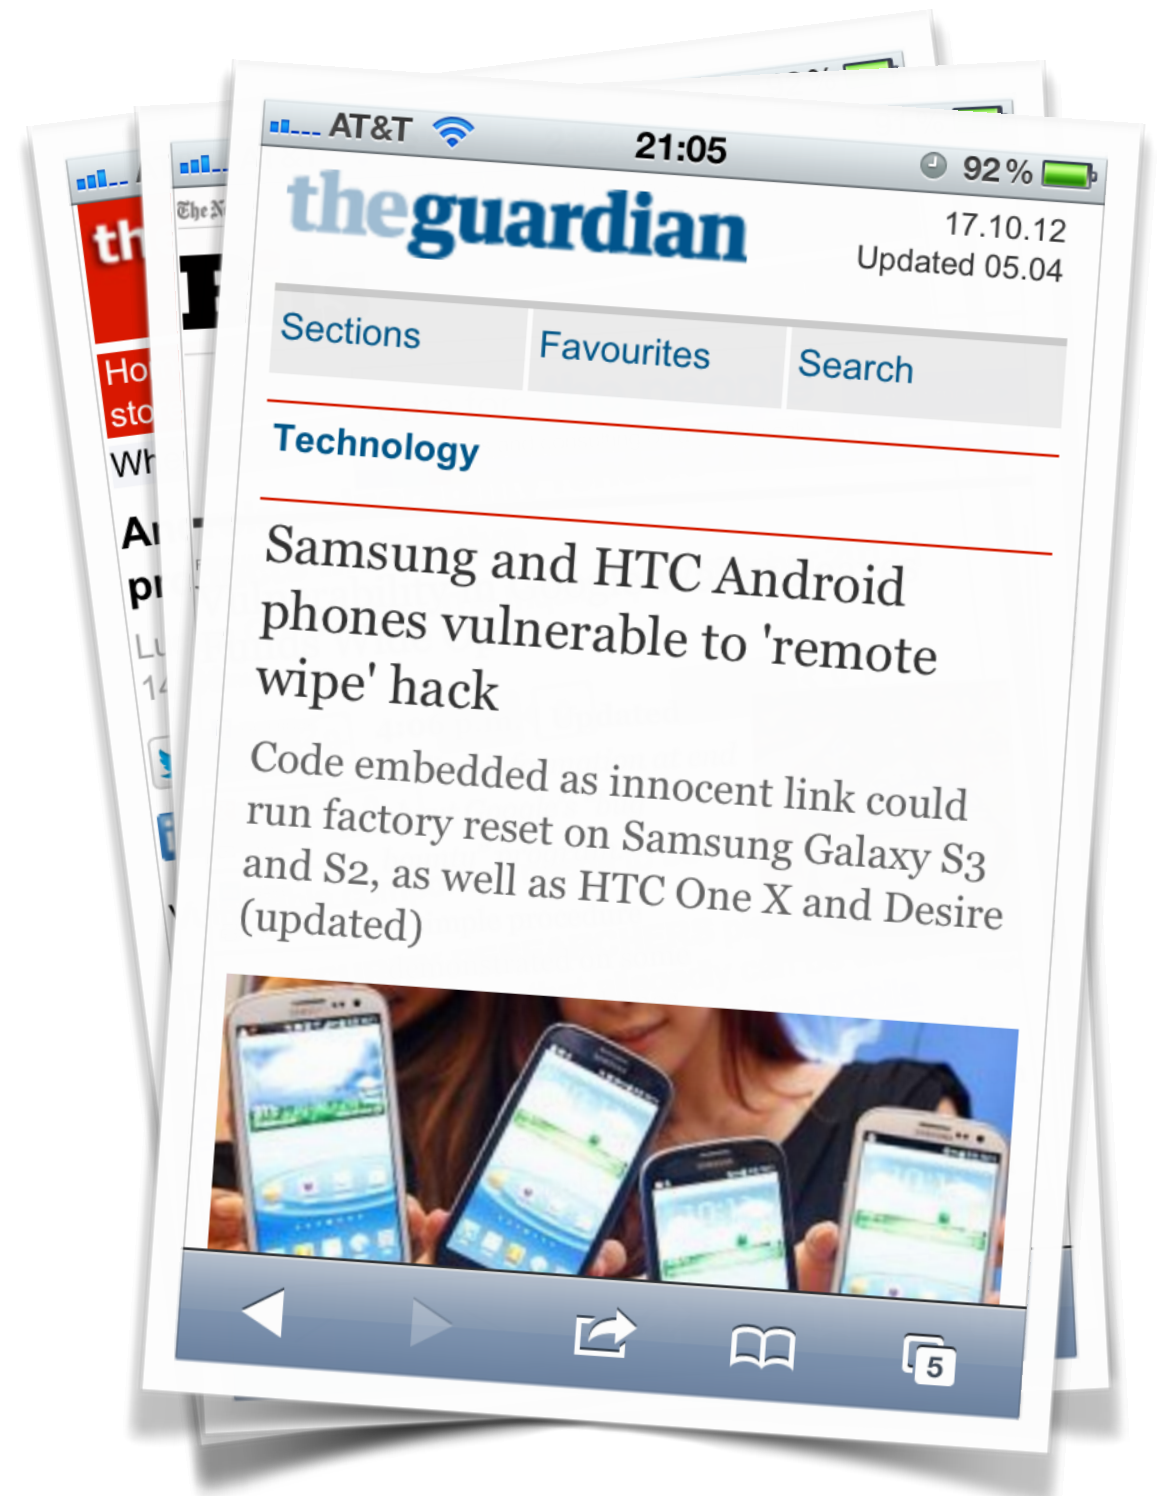 AT&T 21:05 92%
theguardian
17.10.12
Updated 05.04
Sections Favourites Search
Technology
Samsung and HTC Android
phones vulnerable to 'remote
wipe' hack
Code embedded as innocent link could
run factory reset on Samsung Galaxy S3
and S2, as well as HTC One X and Desire
(updated)
5